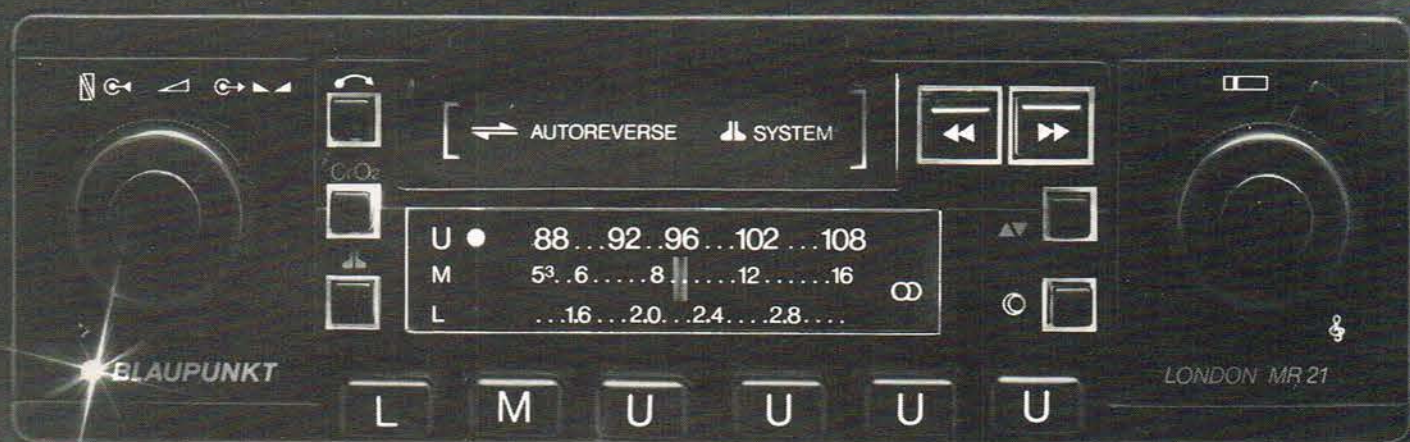 AUTOREVERSE SYSTEM
CrO₂
U 88...92..96...102...108
M 5³..6.....8.......12......16
L ...1.6...2.0...2.4....2.8....
BLAUPUNKT
LONDON MR 21
L M U U U U